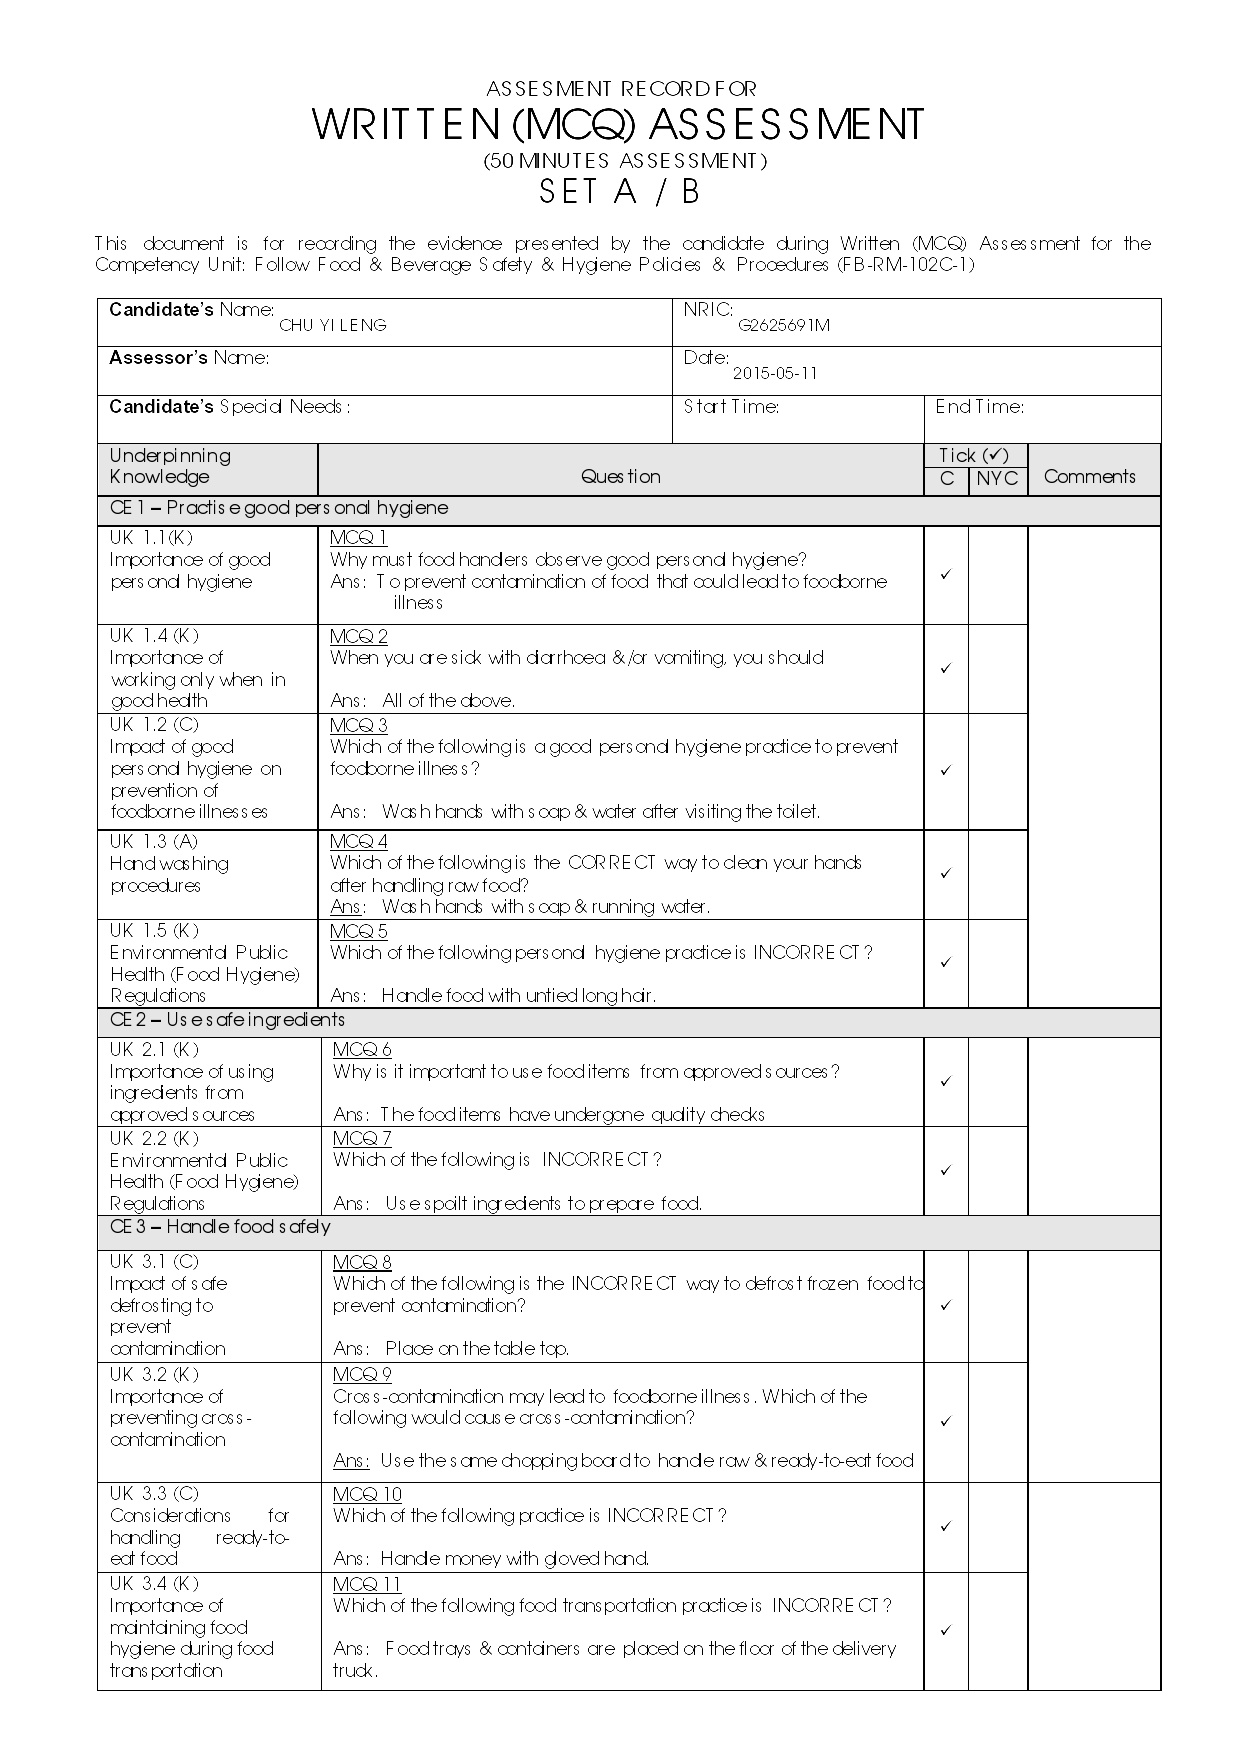 ASSESMENT RECORD FOR
WRITTEN (MCQ) ASSESSMENT
(50 MINUTES ASSESSMENT)
SET A / B
This document is for recording the evidence presented by the candidate during Written (MCQ) Assessment for the
Competency Unit: Follow Food & Beverage Safety & Hygiene Policies & Procedures (FB-RM-102C-1)
Candidate's Name:
CHU YI LENG
NRIC:
G2625691M
Assessor's Name:
Date:
2015-05-11
Candidate's Special Needs:
Start Time:
End Time:
Underpinning
Knowledge
Question
Tick (✓)
C
NYC
Comments
CE 1 – Practise good personal hygiene
UK 1.1(K)
Importance of good
personal hygiene
MCQ 1
Why must food handlers observe good personal hygiene?
Ans: To prevent contamination of food that could lead to foodborne
illness
✓
UK 1.4 (K)
Importance of
working only when in
good health
MCQ 2
When you are sick with diarrhoea &/or vomiting, you should
Ans: All of the above.
✓
UK 1.2 (C)
Impact of good
personal hygiene on
prevention of
foodborne illnesses
MCQ 3
Which of the following is a good personal hygiene practice to prevent
foodborne illness?
Ans: Wash hands with soap & water after visiting the toilet.
✓
UK 1.3 (A)
Hand washing
procedures
MCQ 4
Which of the following is the CORRECT way to clean your hands
after handling raw food?
Ans: Wash hands with soap & running water.
✓
UK 1.5 (K)
Environmental Public
Health (Food Hygiene)
Regulations
MCQ 5
Which of the following personal hygiene practice is INCORRECT?
Ans: Handle food with untied long hair.
✓
CE 2 – Use safe ingredients
UK 2.1 (K)
Importance of using
ingredients from
approved sources
MCQ 6
Why is it important to use food items from approved sources?
Ans: The food items have undergone quality checks
✓
UK 2.2 (K)
Environmental Public
Health (Food Hygiene)
Regulations
MCQ 7
Which of the following is INCORRECT?
Ans: Use spoilt ingredients to prepare food.
✓
CE 3 – Handle food safely
UK 3.1 (C)
Impact of safe
defrosting to
prevent
contamination
MCQ 8
Which of the following is the INCORRECT way to defrost frozen food to
prevent contamination?
Ans: Place on the table top.
✓
UK 3.2 (K)
Importance of
preventing cross-
contamination
MCQ 9
Cross-contamination may lead to foodborne illness. Which of the
following would cause cross-contamination?
Ans: Use the same chopping board to handle raw & ready-to-eat food
✓
UK 3.3 (C)
Considerations for
handling ready-to-
eat food
MCQ 10
Which of the following practice is INCORRECT?
Ans: Handle money with gloved hand.
✓
UK 3.4 (K)
Importance of
maintaining food
hygiene during food
transportation
MCQ 11
Which of the following food transportation practice is INCORRECT?
Ans: Food trays & containers are placed on the floor of the delivery
truck.
✓